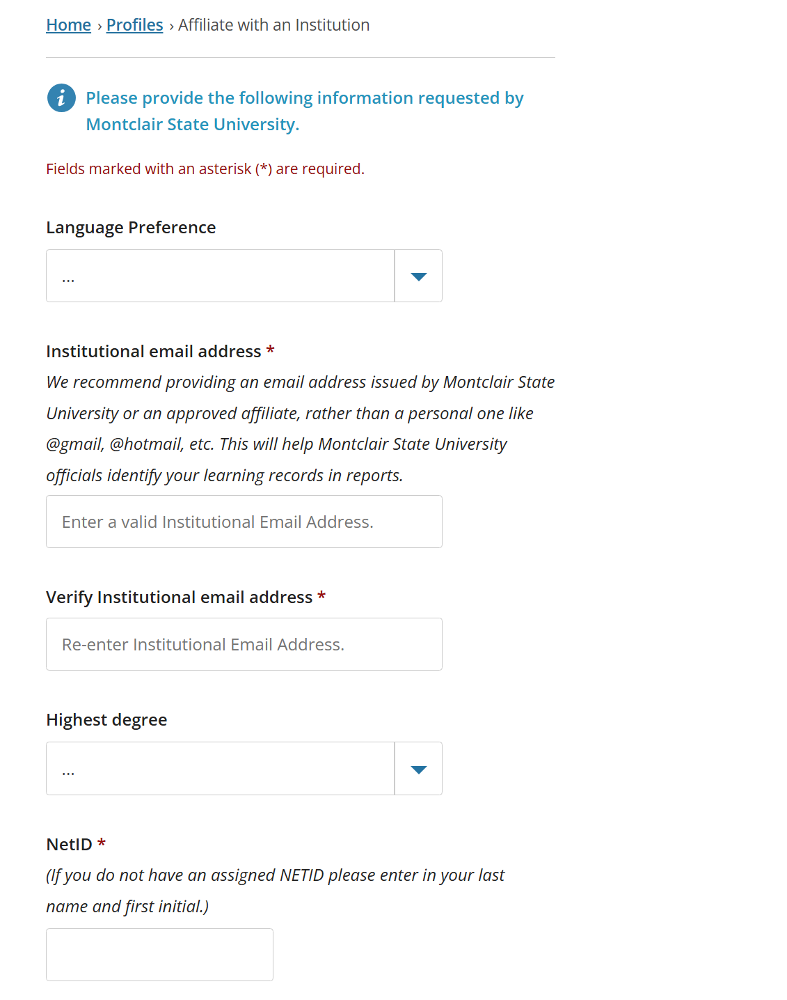 Home › Profiles › Affiliate with an Institution
Please provide the following information requested by
Montclair State University.
Fields marked with an asterisk (*) are required.
Language Preference
...
Institutional email address *
We recommend providing an email address issued by Montclair State
University or an approved affiliate, rather than a personal one like
@gmail, @hotmail, etc. This will help Montclair State University
officials identify your learning records in reports.
Enter a valid Institutional Email Address.
Verify Institutional email address *
Re-enter Institutional Email Address.
Highest degree
...
NetID *
(If you do not have an assigned NETID please enter in your last
name and first initial.)